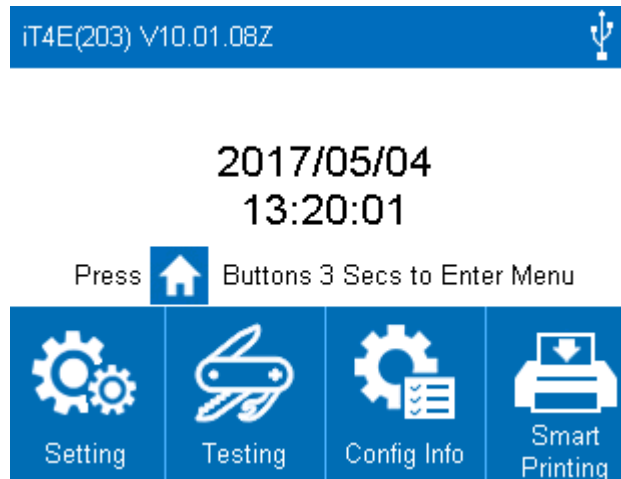 iT4E(203) V10.01.08Z
2017/05/04
13:20:01
Press Buttons 3 Secs to Enter Menu
Setting
Testing
Config Info
Smart
Printing